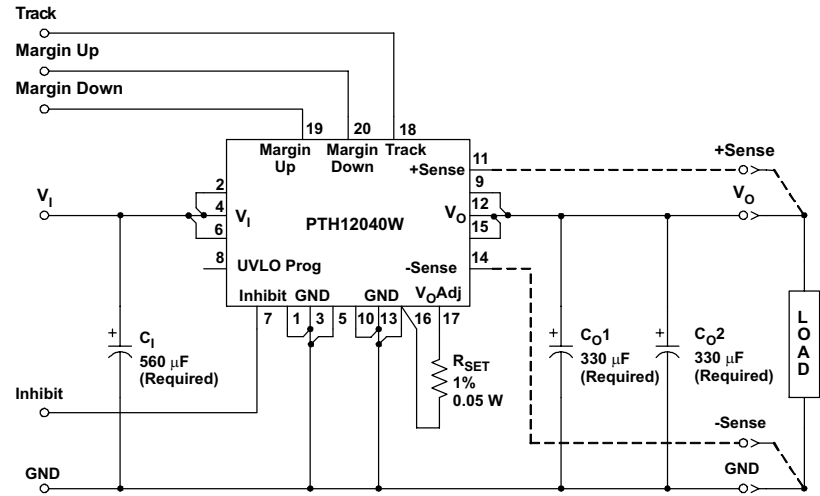 Track
Margin Up
Margin Down
19 20 18
Margin Up
Margin Down
Track
+Sense
11
+Sense
2
9
V_I
4
V_I
PTH12040W
V_O
12
V_O
6
15
8
UVLO Prog
-Sense
14
Inhibit
GND
GND
V_OAdj
7 1 3 5 10 13 16 17
+
C_I
560 μF
(Required)
R_SET
1%
0.05 W
+
C_O1
330 μF
(Required)
+
C_O2
330 μF
(Required)
LOAD
Inhibit
-Sense
GND
GND